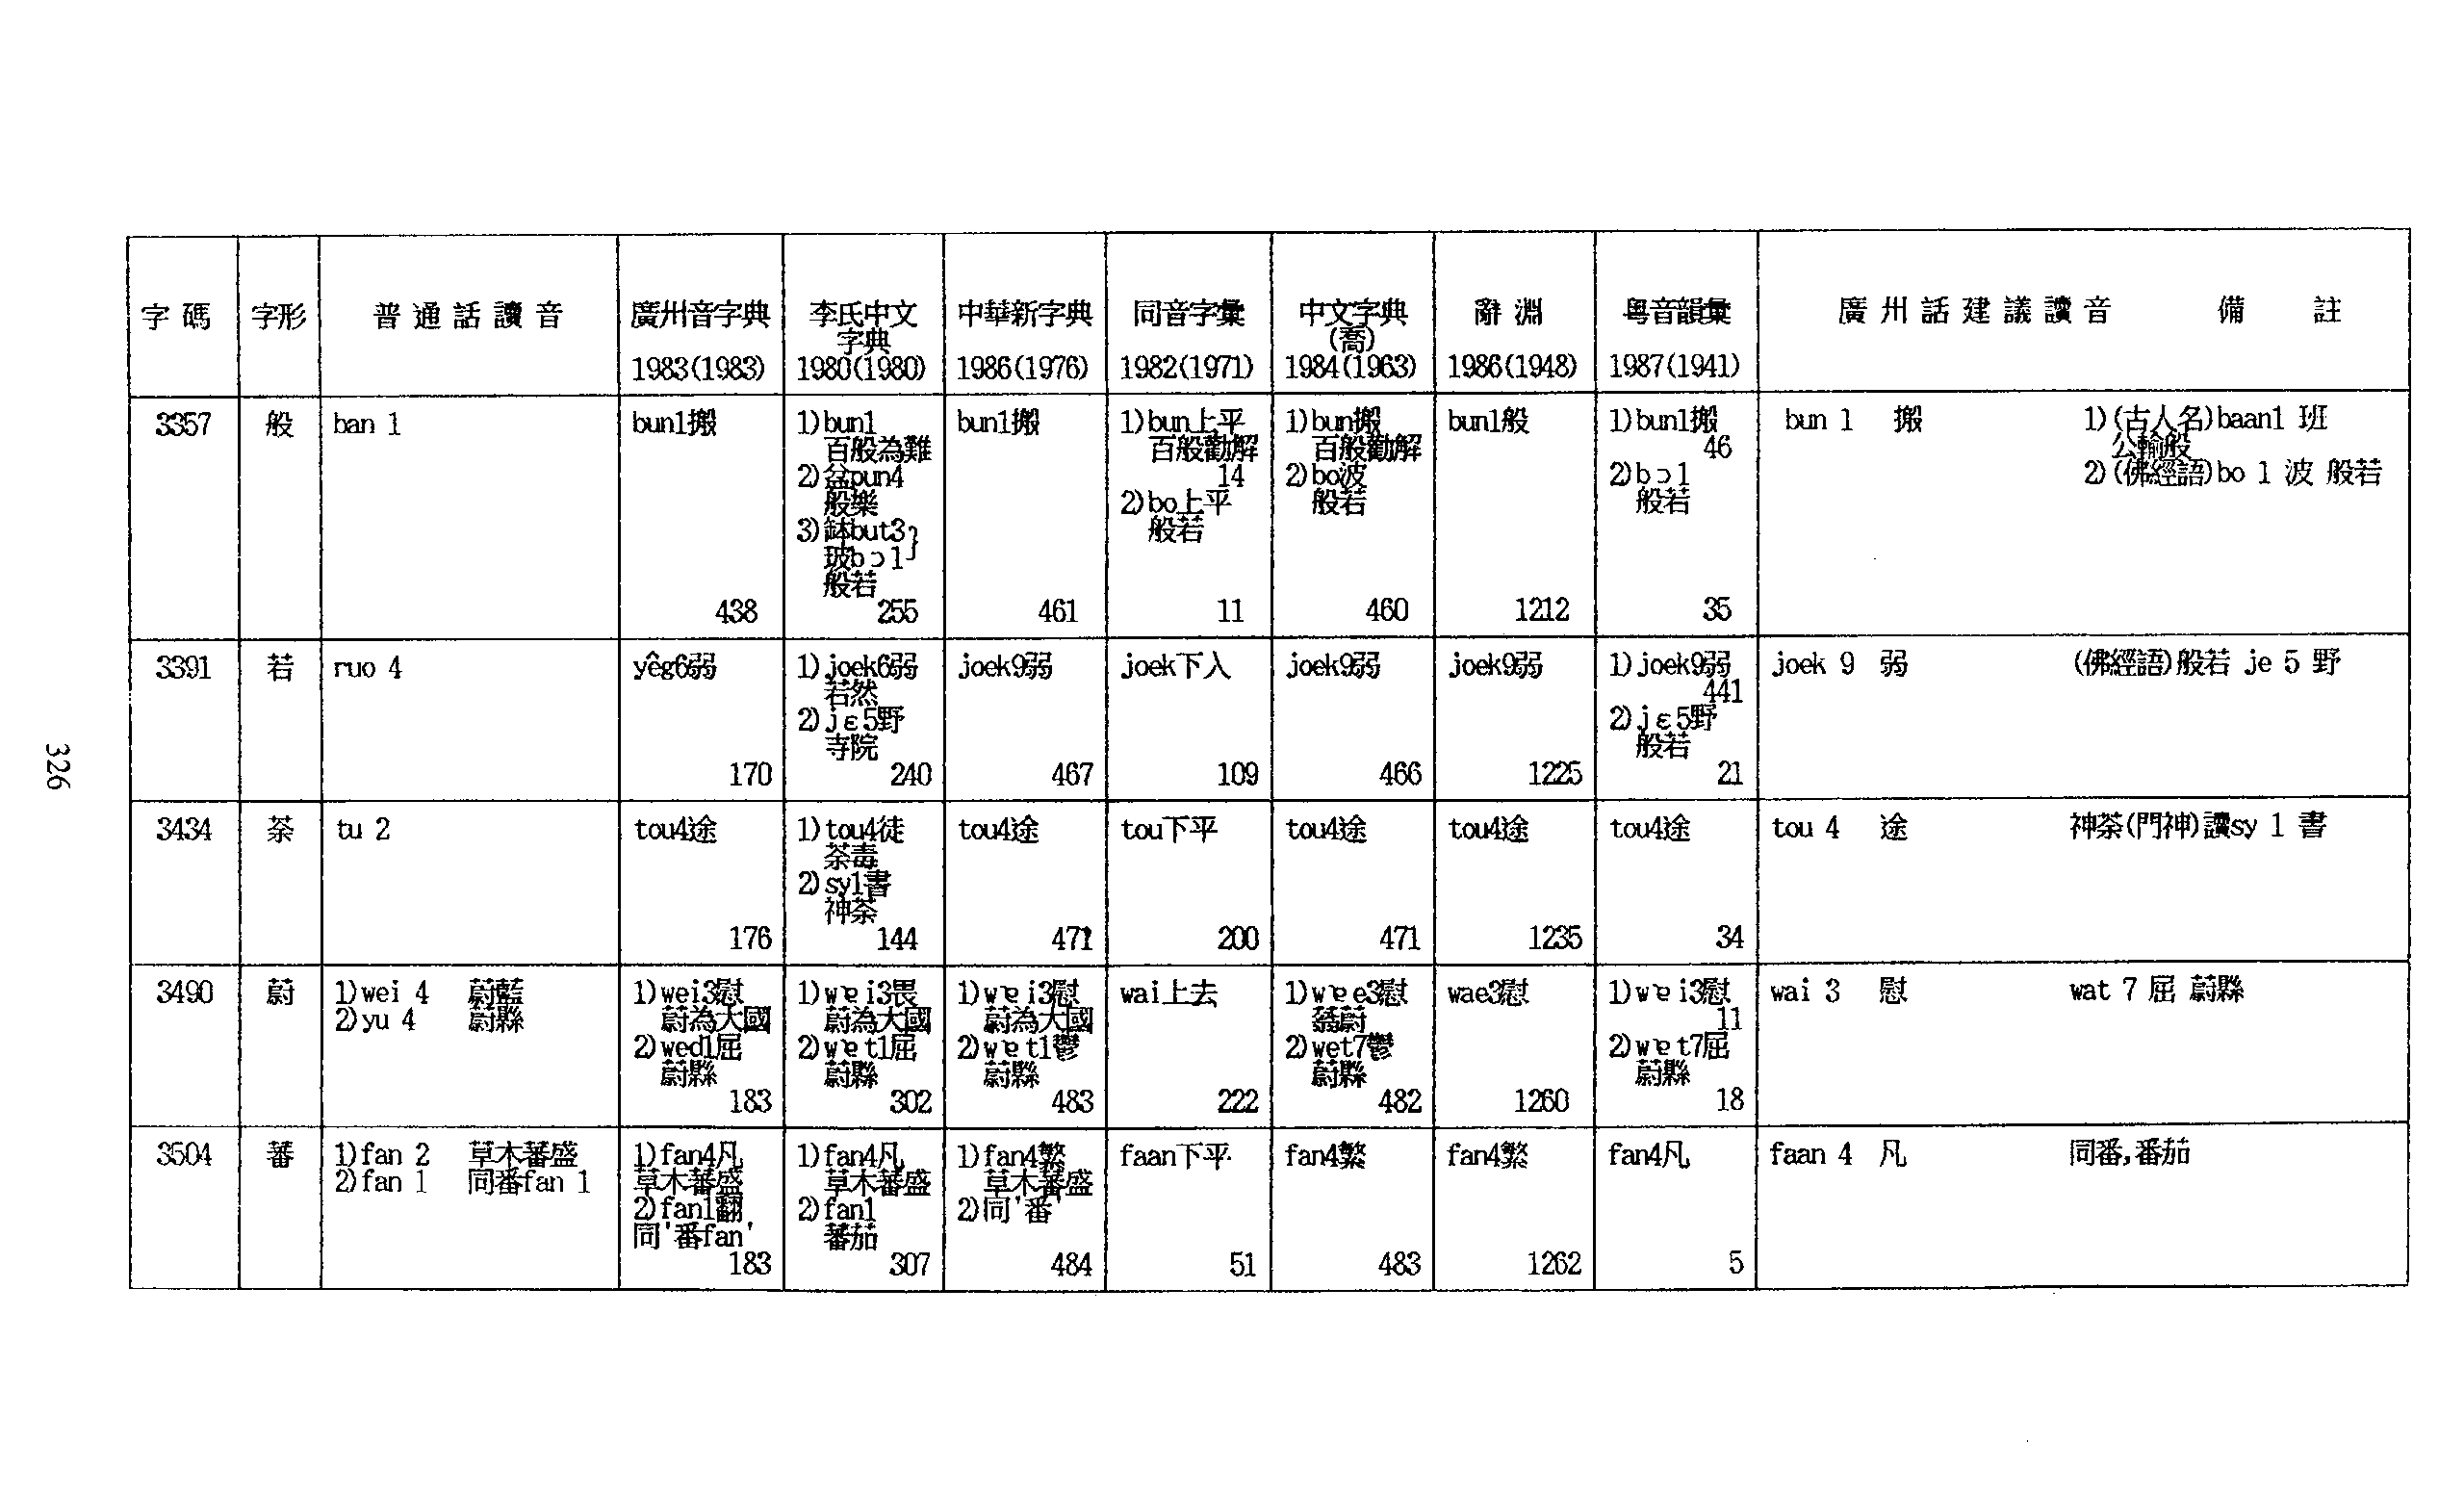 字碼 字形 普通話讀音 廣州音字典 1983(1983) 李氏中文字典 1980(1980) 中華新字典 1986(1976) 同音字彙 1982(1971) 中文字典(喬) 1984(1963) 辭淵 1986(1948) 粵音韻彙 1987(1941) 廣州話建議讀音 備註
3357
般
ban 1
bun1搬
438
1)bun1
百般為難
2)盆pun4
般樂
3)鉢but3
玻bɔ1
般若
255
bun1搬
461
1)bun上平
百般勸解
14
2)bo上平
般若
11
1)bun搬
百般勸解
2)bo波
般若
460
bun1般
1212
1)bun1搬
46
2)bɔ1
般若
35
bun 1 搬
1)(古人名)baan1 班
公輸般
2)(佛經語)bo 1 波 般若
3391
若
ruo 4
yêg6弱
170
1)joek6弱
若然
2)jɛ5野
寺院
240
joek9弱
467
joek下入
109
joek9弱
466
joek9弱
1225
1)joek9弱
441
2)jɛ5野
般若
21
joek 9 弱
(佛經語)般若 je 5 野
3434
荼
tu 2
tou4途
176
1)tou4徒
荼毒
2)sy1書
神荼
144
tou4途
471
tou下平
200
tou4途
471
tou4途
1235
tou4途
34
tou 4 途
神荼(門神)讀sy 1 書
3490
蔚
1)wei 4 蔚藍
2)yu 4 蔚縣
1)wei3慰
蔚為大國
2)wed1屈
蔚縣
183
1)wɐi3畏
蔚為大國
2)wɐt1屈
蔚縣
302
1)wɐi3慰
蔚為大國
2)wɐt1鬱
蔚縣
483
wai上去
222
1)wɐe3慰
蓊蔚
2)wet7鬱
蔚縣
482
wae3慰
1260
1)wɐi3慰
11
2)wɐt7屈
蔚縣
18
wai 3 慰
wat 7 屈 蔚縣
3504
蕃
1)fan 2 草木蕃盛
2)fan 1 同番fan 1
1)fan4凡
草木蕃盛
2)fan1翻
同'番fan'
183
1)fan4凡
草木蕃盛
2)fan1
蕃茄
307
1)fan4繁
草木蕃盛
2)同'番'
484
faan下平
51
fan4繁
483
fan4繁
1262
fan4凡
5
faan 4 凡
同番,番茄
326